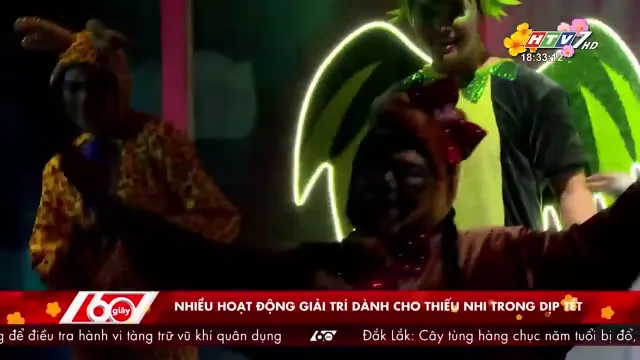 HTV7 HD
18:33:12
60 giây
NHIỀU HOẠT ĐỘNG GIẢI TRÍ DÀNH CHO THIẾU NHI TRONG DỊP TẾT
g để điều tra hành vi tàng trữ vũ khí quân dụng 60 Đắk Lắk: Cây tùng hàng chục năm tuổi bị đổ,